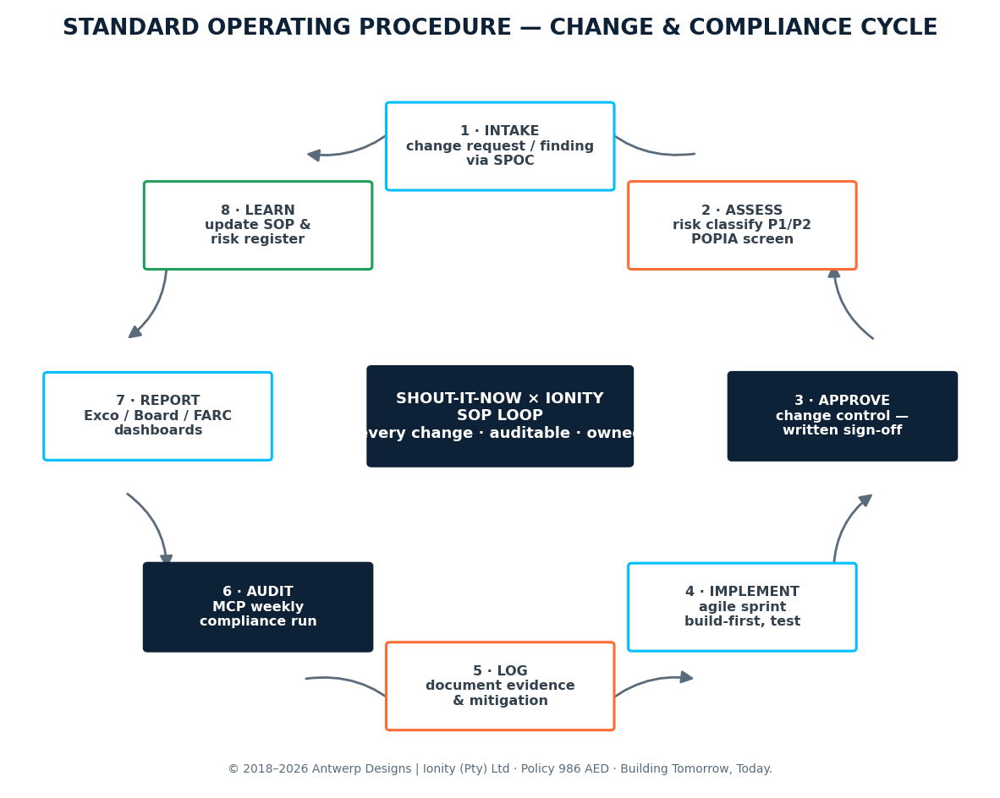 STANDARD OPERATING PROCEDURE — CHANGE & COMPLIANCE CYCLE
1 · INTAKE
change request / finding
via SPOC
2 · ASSESS
risk classify P1/P2
POPIA screen
3 · APPROVE
change control —
written sign-off
4 · IMPLEMENT
agile sprint
build-first, test
5 · LOG
document evidence
& mitigation
6 · AUDIT
MCP weekly
compliance run
7 · REPORT
Exco / Board / FARC
dashboards
8 · LEARN
update SOP &
risk register
SHOUT-IT-NOW × IONITY
SOP LOOP
every change · auditable · owned
© 2018–2026 Antwerp Designs | Ionity (Pty) Ltd · Policy 986 AED · Building Tomorrow, Today.